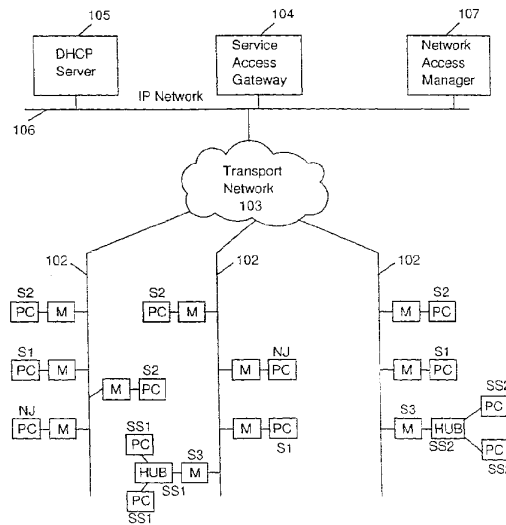 105
104
107
DHCP
Server
Service
Access
Gateway
Network
Access
Manager
IP Network
106
Transport
Network
103
102
102
102
S2
PC
M
S2
PC
M
S2
M
PC
S1
PC
M
S2
M
PC
NJ
M
PC
S1
M
PC
NJ
PC
M
SS1
PC
S3
HUB
M
SS1
PC
SS1
M
PC
S1
S3
M
HUB
SS2
SS2
PC
PC